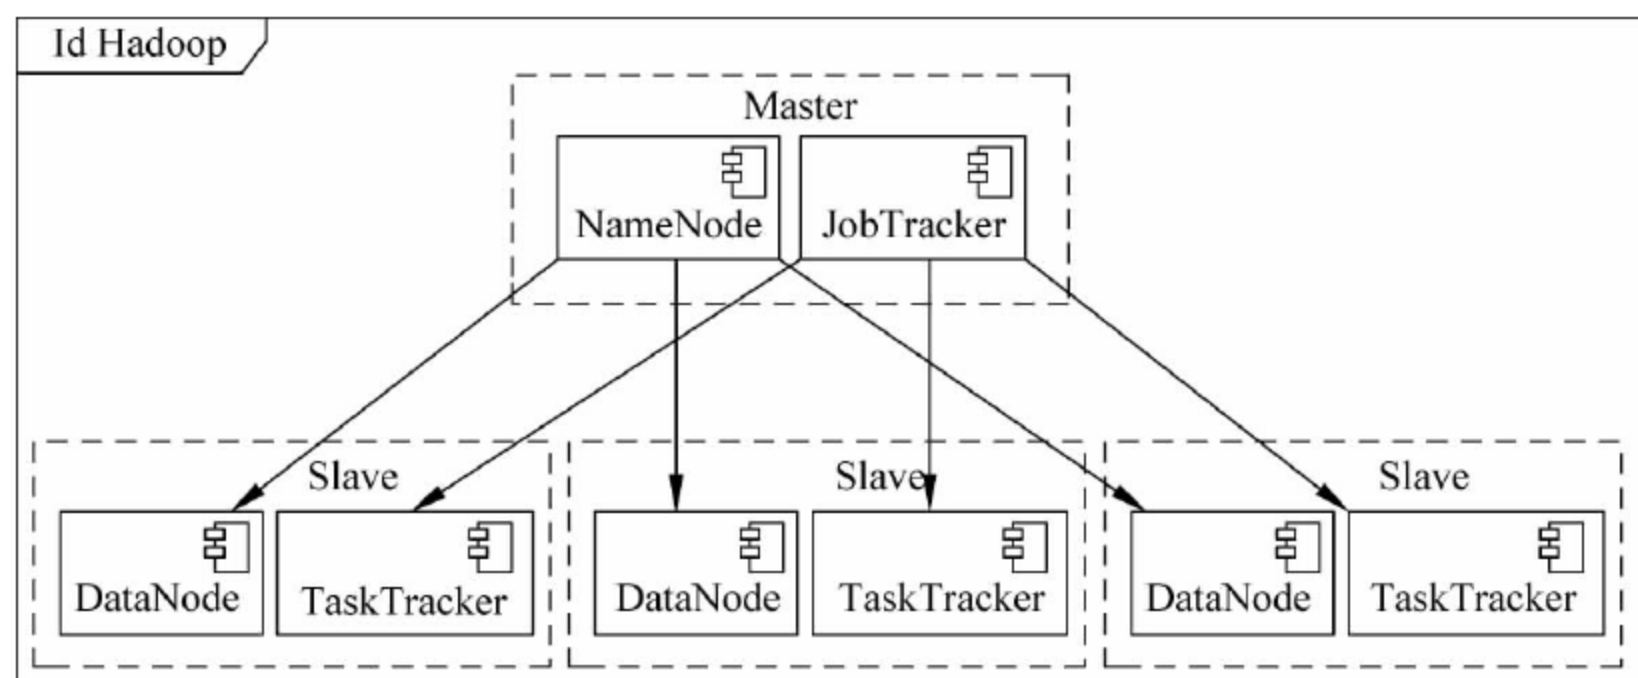 Id Hadoop
Master
NameNode
JobTracker
Slave
DataNode
TaskTracker
Slave
DataNode
TaskTracker
Slave
DataNode
TaskTracker